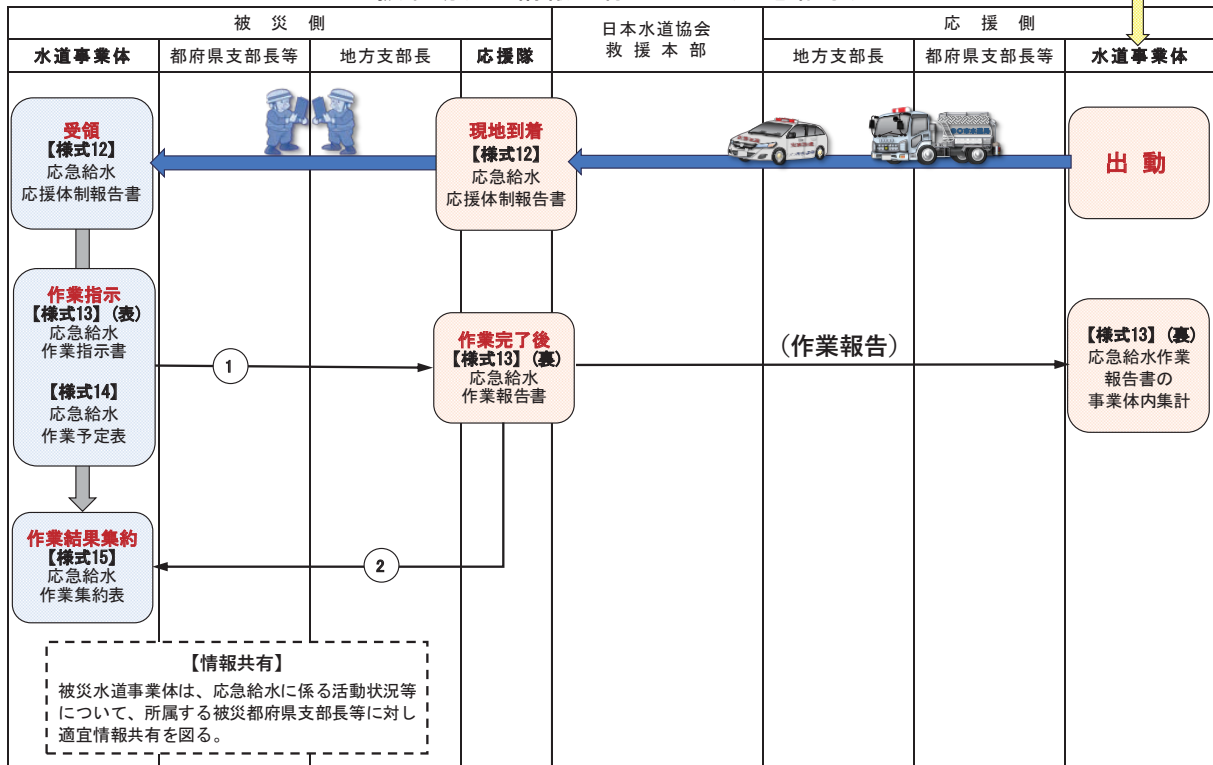 被 災 側
日本水道協会
救 援 本 部
応 援 側
水道事業体
都府県支部長等
地方支部長
応援隊
地方支部長
都府県支部長等
水道事業体
受領
【様式12】
応急給水
応援体制報告書
現地到着
【様式12】
応急給水
応援体制報告書
出 動
作業指示
【様式13】(表)
応急給水
作業指示書
【様式14】
応急給水
作業予定表
①
作業完了後
【様式13】(裏)
応急給水
作業報告書
(作業報告)
【様式13】(裏)
応急給水作業
報告書の
事業体内集計
作業結果集約
【様式15】
応急給水
作業集約表
②
【情報共有】
被災水道事業体は、応急給水に係る活動状況等
について、所属する被災都府県支部長等に対し
適宜情報共有を図る。